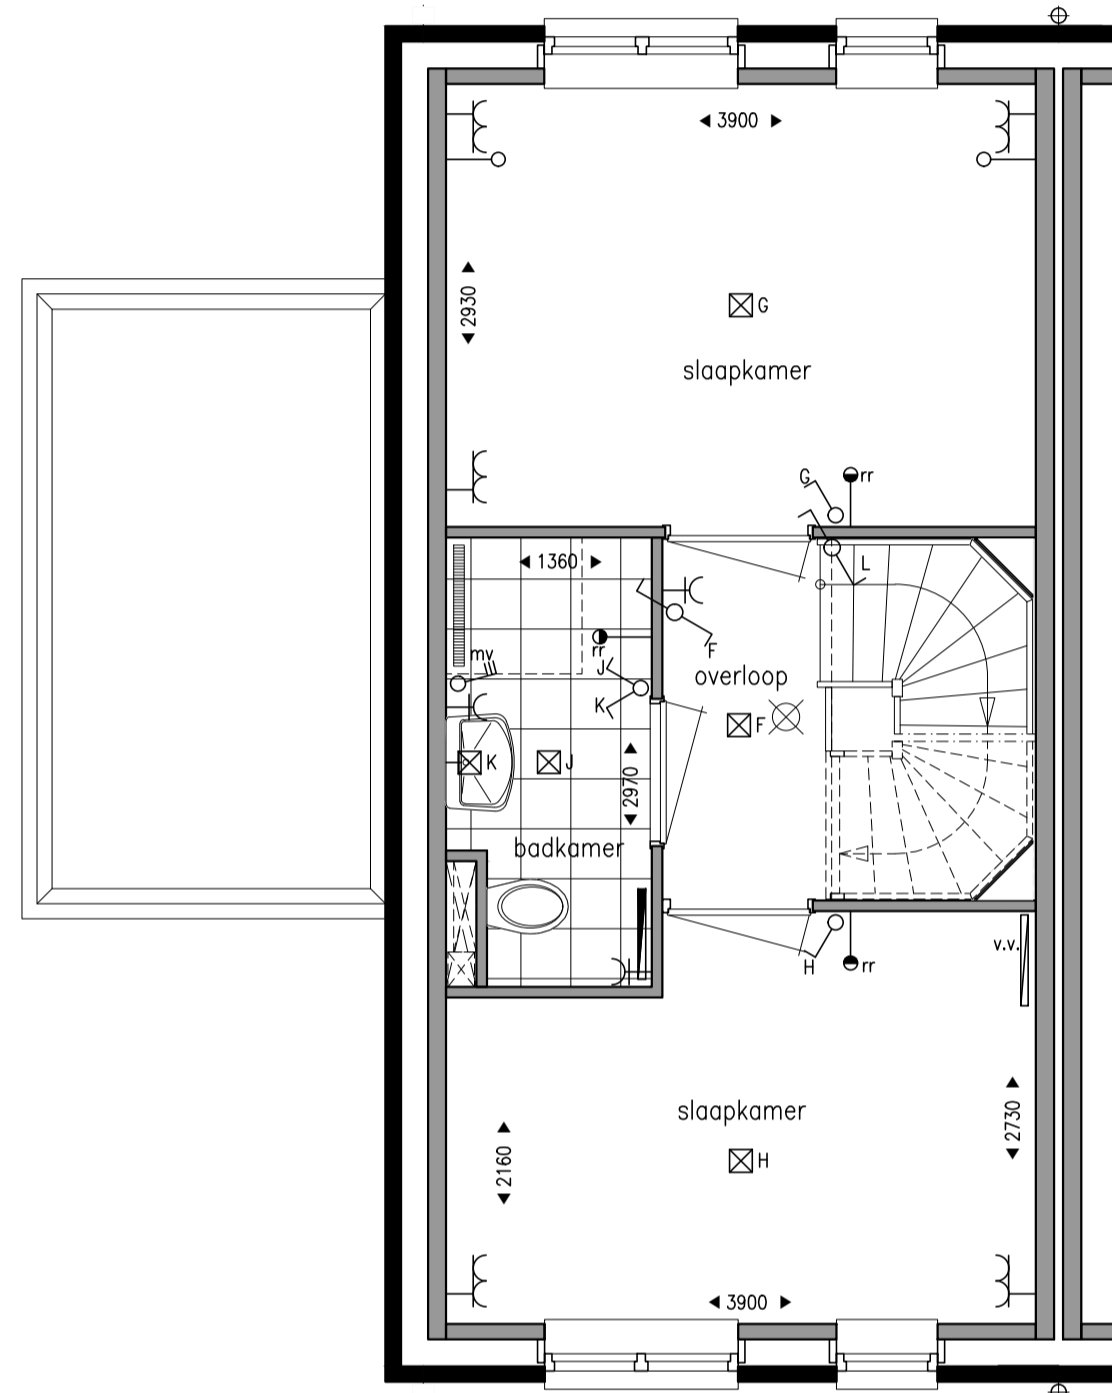 3900
2930
G
slaapkamer
G
rr
1360
L
mv
rr
J
F
K
overloop
F
K
J
2970
badkamer
v.v.
H
rr
slaapkamer
2730
2160
H
3900